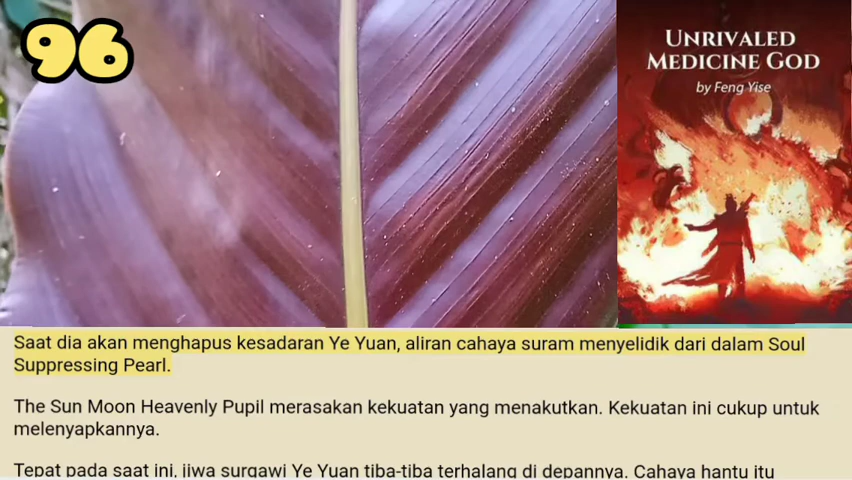 96
UNRIVALED
MEDICINE GOD
by Feng Yise
Saat dia akan menghapus kesadaran Ye Yuan, aliran cahaya suram menyelidik dari dalam Soul
Suppressing Pearl.
The Sun Moon Heavenly Pupil merasakan kekuatan yang menakutkan. Kekuatan ini cukup untuk
melenyapkannya.
Tepat pada saat ini, jiwa surgawi Ye Yuan tiba-tiba terhalang di depannya. Cahaya hantu itu